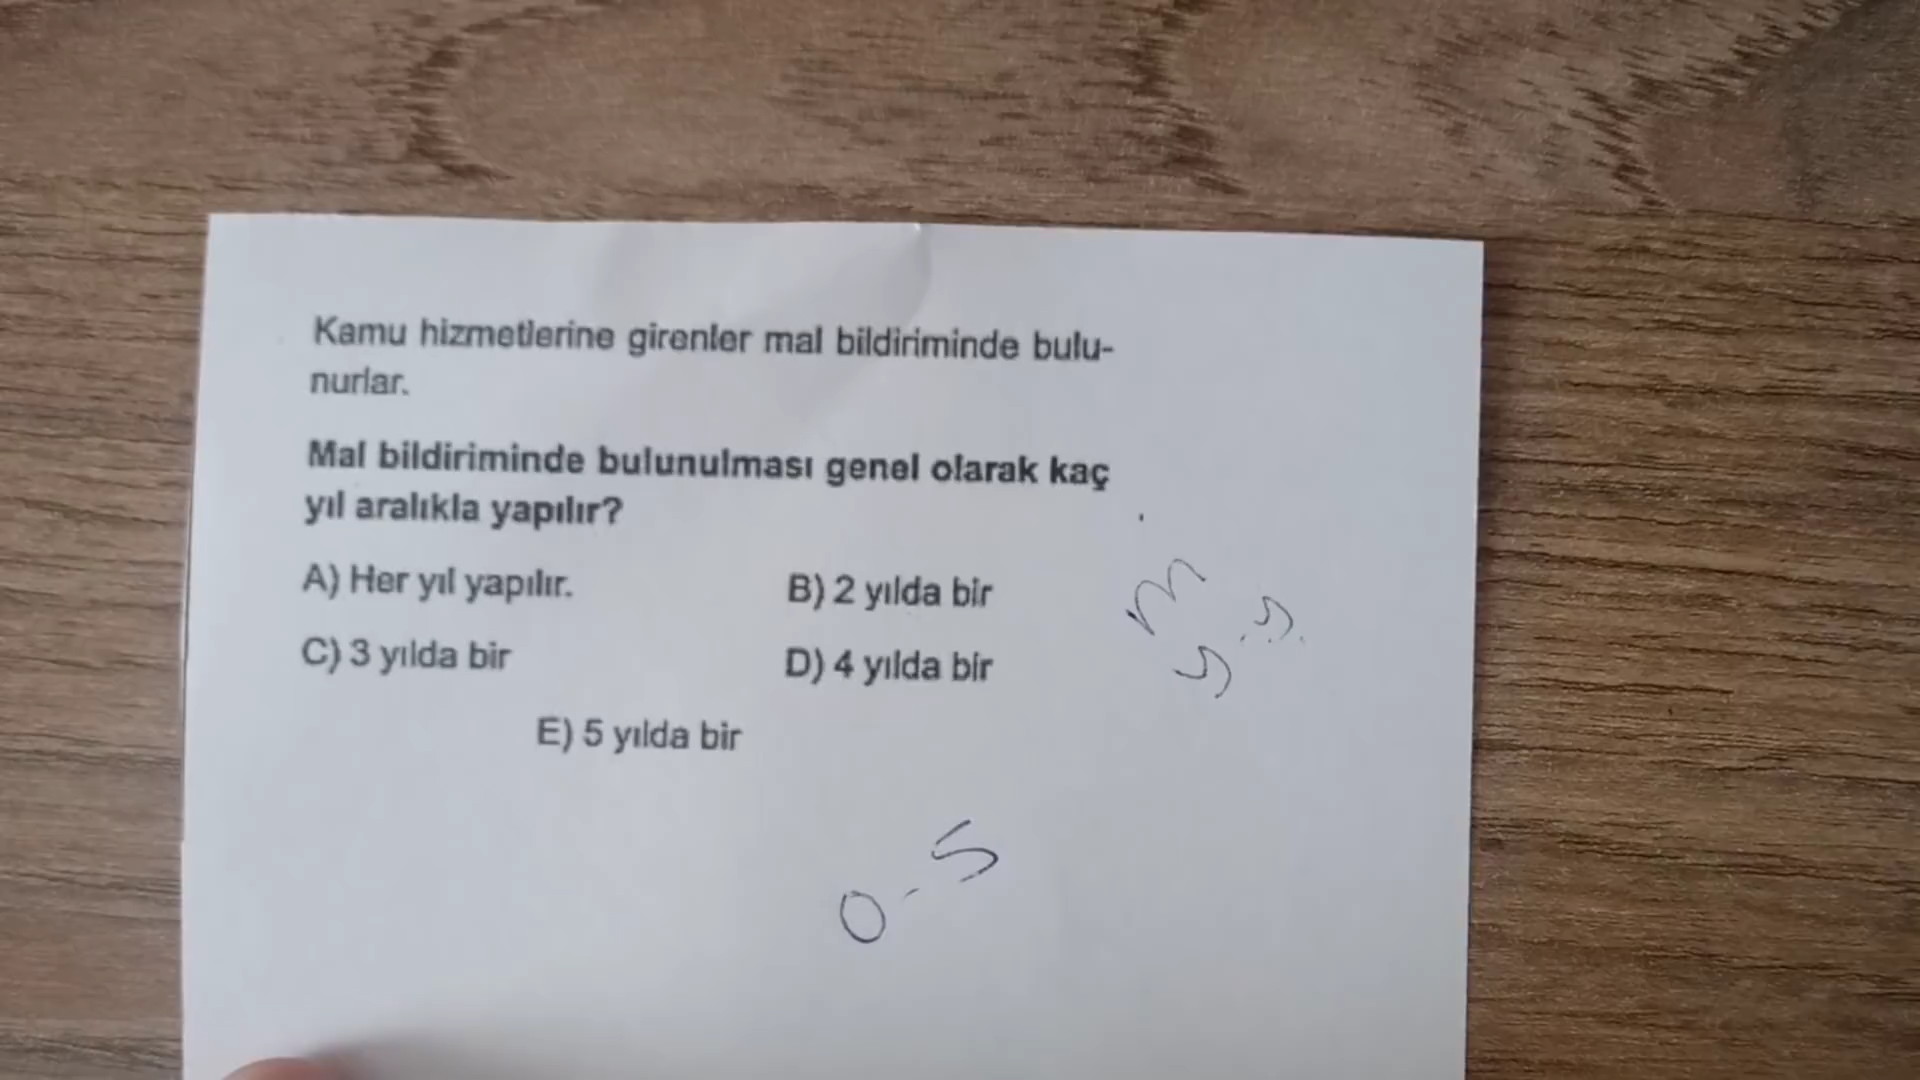 Kamu hizmetlerine girenler mal bildiriminde bulu-
nurlar.
Mal bildiriminde bulunulması genel olarak kaç
yıl aralıkla yapılır?
A) Her yıl yapılır.
B) 2 yılda bir
C) 3 yılda bir
D) 4 yılda bir
E) 5 yılda bir
0-5